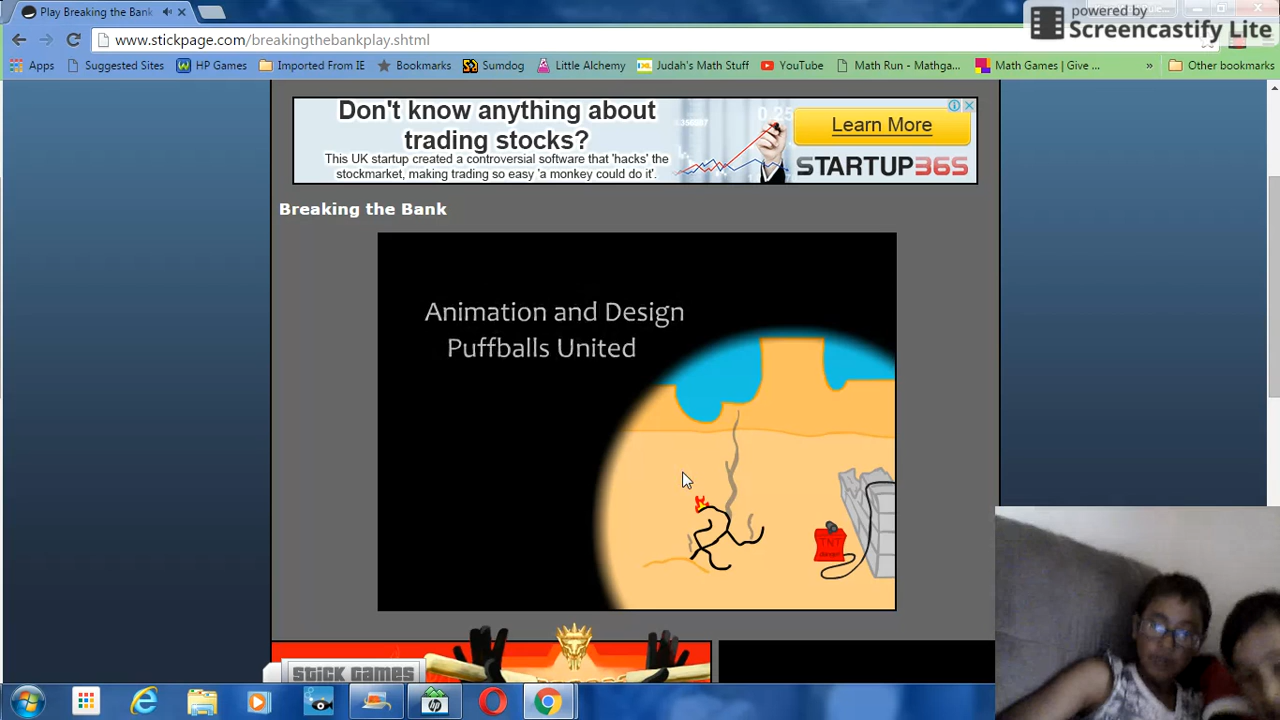 Play Breaking the Bank
powered by
Screencastify Lite
www.stickpage.com/breakingthebankplay.shtml
Apps
Suggested Sites
HP Games
Imported From IE
Bookmarks
Sumdog
Little Alchemy
Judah's Math Stuff
YouTube
Math Run - Mathga...
Math Games | Give ...
»
Other bookmarks
Don't know anything about
trading stocks?
This UK startup created a controversial software that 'hacks' the
stockmarket, making trading so easy 'a monkey could do it'.
Learn More
STARTUP365
Breaking the Bank
Animation and Design
Puffballs United
TNT
STICK GAMES
hp